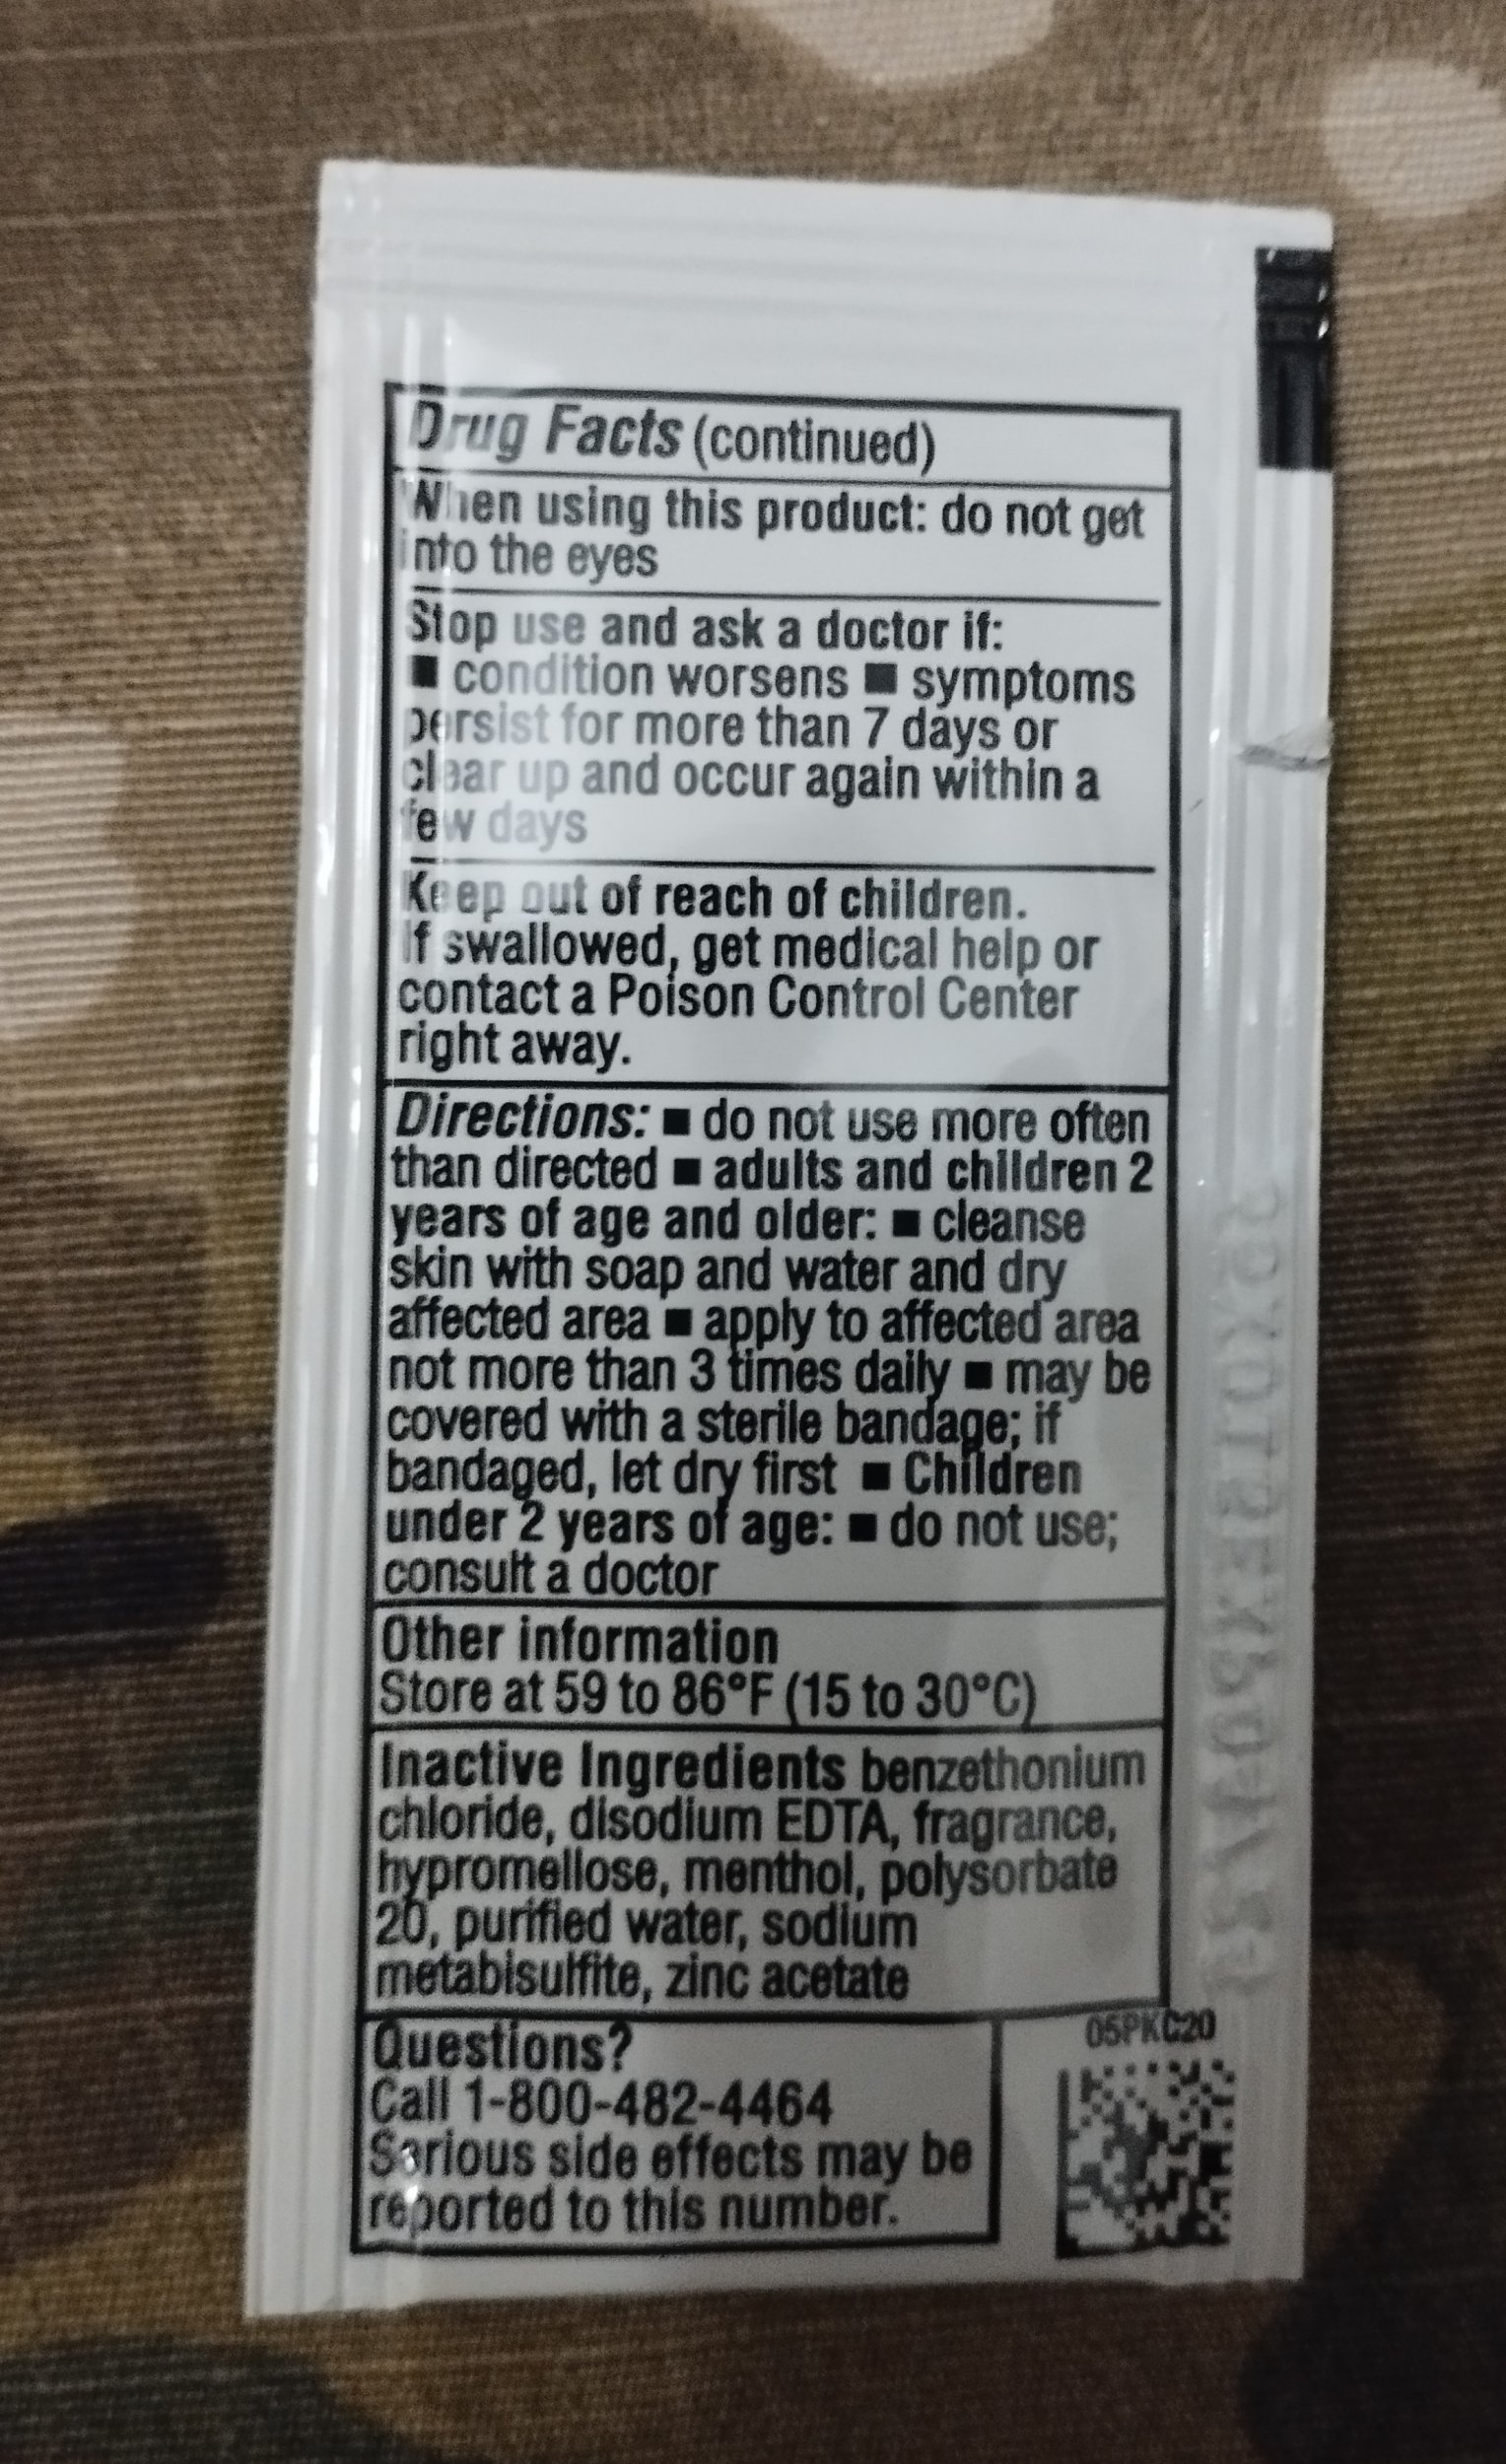 Drug Facts (continued)
When using this product: do not get
into the eyes
Stop use and ask a doctor if:
■ condition worsens ■ symptoms
persist for more than 7 days or
clear up and occur again within a
few days
Keep out of reach of children.
If swallowed, get medical help or
contact a Poison Control Center
right away.
Directions: ■ do not use more often
than directed ■ adults and children 2
years of age and older: ■ cleanse
skin with soap and water and dry
affected area ■ apply to affected area
not more than 3 times daily ■ may be
covered with a sterile bandage; if
bandaged, let dry first ■ Children
under 2 years of age: ■ do not use;
consult a doctor
Other information
Store at 59 to 86°F (15 to 30°C)
Inactive Ingredients benzethonium
chloride, disodium EDTA, fragrance,
hypromellose, menthol, polysorbate
20, purified water, sodium
metabisulfite, zinc acetate
05PKC20
Questions?
Call 1-800-482-4464
Serious side effects may be
reported to this number.